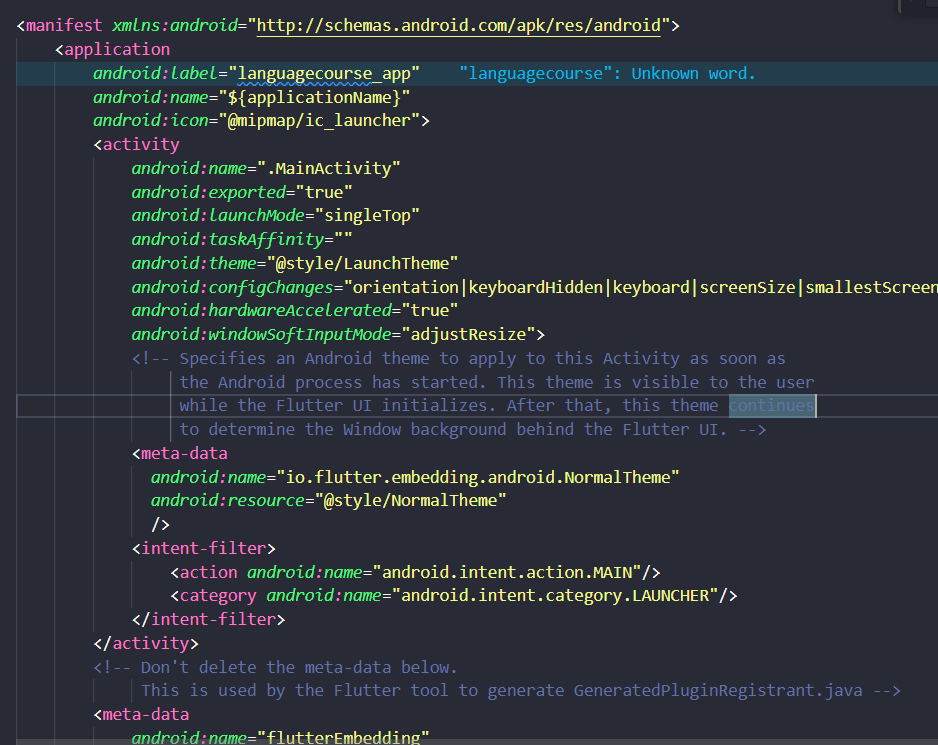 <manifest xmlns:android="http://schemas.android.com/apk/res/android">
<application
android:label="languagecourse_app" "languagecourse": Unknown word.
android:name="${applicationName}"
android:icon="@mipmap/ic_launcher">
<activity
android:name=".MainActivity"
android:exported="true"
android:launchMode="singleTop"
android:taskAffinity=""
android:theme="@style/LaunchTheme"
android:configChanges="orientation|keyboardHidden|keyboard|screenSize|smallestScreen
android:hardwareAccelerated="true"
android:windowSoftInputMode="adjustResize">
<!-- Specifies an Android theme to apply to this Activity as soon as
the Android process has started. This theme is visible to the user
while the Flutter UI initializes. After that, this theme continues
to determine the Window background behind the Flutter UI. -->
<meta-data
android:name="io.flutter.embedding.android.NormalTheme"
android:resource="@style/NormalTheme"
/>
<intent-filter>
<action android:name="android.intent.action.MAIN"/>
<category android:name="android.intent.category.LAUNCHER"/>
</intent-filter>
</activity>
<!-- Don't delete the meta-data below.
This is used by the Flutter tool to generate GeneratedPluginRegistrant.java -->
<meta-data
android:name="flutterEmbedding"